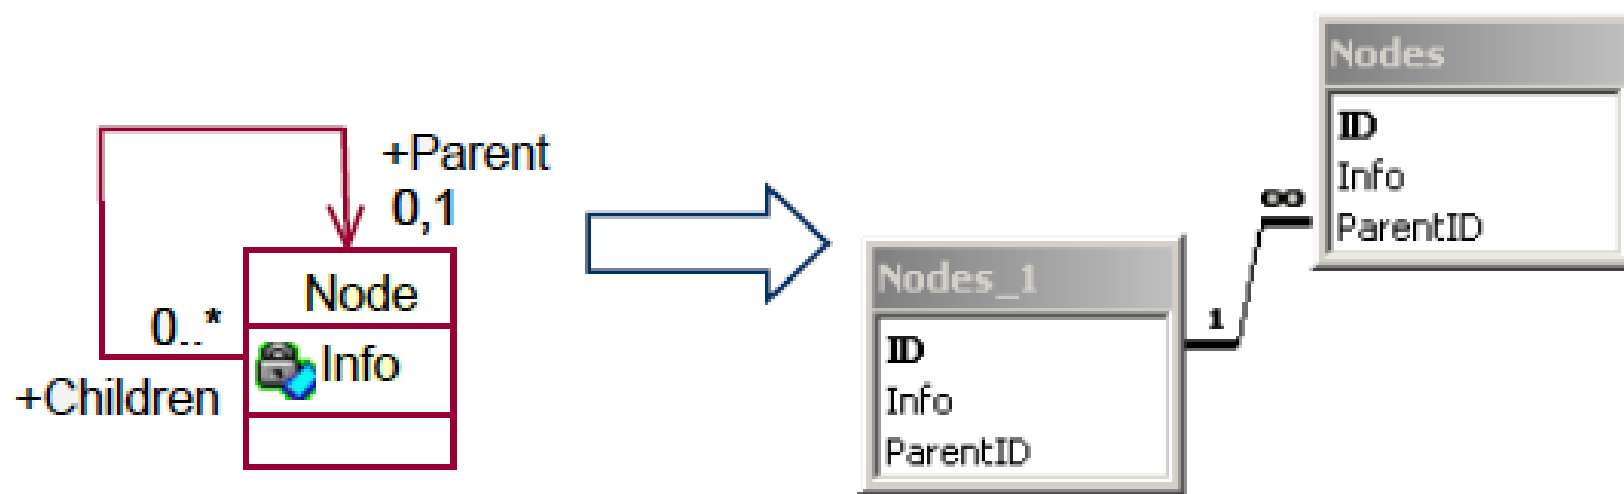 +Parent
0,1
Node
0..*
Info
+Children
Nodes_1
ID
Info
ParentID
1
∞
Nodes
ID
Info
ParentID